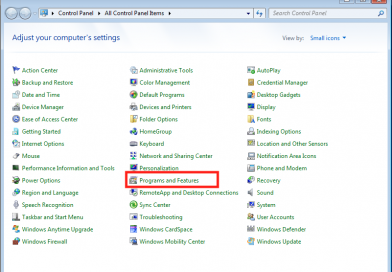 Control Panel ▸ All Control Panel Items ▸
Search Control Panel
Adjust your computer's settings
View by: Small icons
Action Center
Administrative Tools
AutoPlay
Backup and Restore
Color Management
Credential Manager
Date and Time
Default Programs
Desktop Gadgets
Device Manager
Devices and Printers
Display
Ease of Access Center
Folder Options
Fonts
Getting Started
HomeGroup
Indexing Options
Internet Options
Keyboard
Location and Other Sensors
Mouse
Network and Sharing Center
Notification Area Icons
Performance Information and Tools
Personalization
Phone and Modem
Power Options
Programs and Features
Recovery
Region and Language
RemoteApp and Desktop Connections
Sound
Speech Recognition
Sync Center
System
Taskbar and Start Menu
Troubleshooting
User Accounts
Windows Anytime Upgrade
Windows CardSpace
Windows Defender
Windows Firewall
Windows Mobility Center
Windows Update